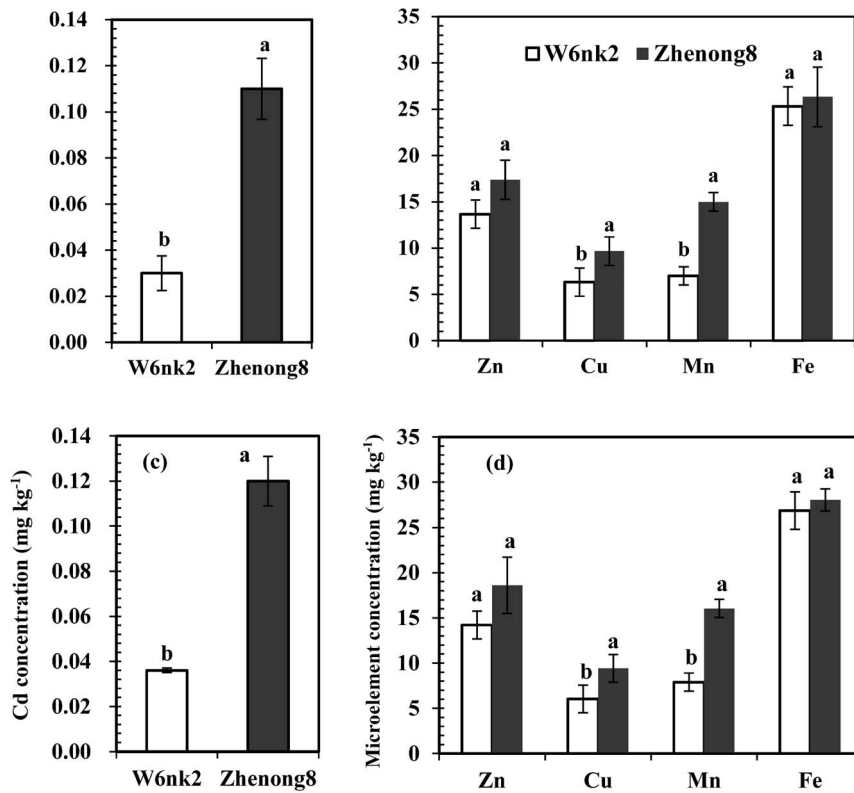 0.14
0.12
0.10
0.08
0.06
0.04
0.02
0.00
a
b
W6nk2 Zhenong8
35
30
25
20
15
10
5
0
W6nk2 Zhenong8
a a b a b a a a
Zn Cu Mn Fe
Cd concentration (mg kg⁻¹)
0.14
0.12
0.10
0.08
0.06
0.04
0.02
0.00
(c)
a
b
W6nk2 Zhenong8
Microelement concentration (mg kg⁻¹)
35
30
25
20
15
10
5
0
(d)
a a b a b a a a
Zn Cu Mn Fe